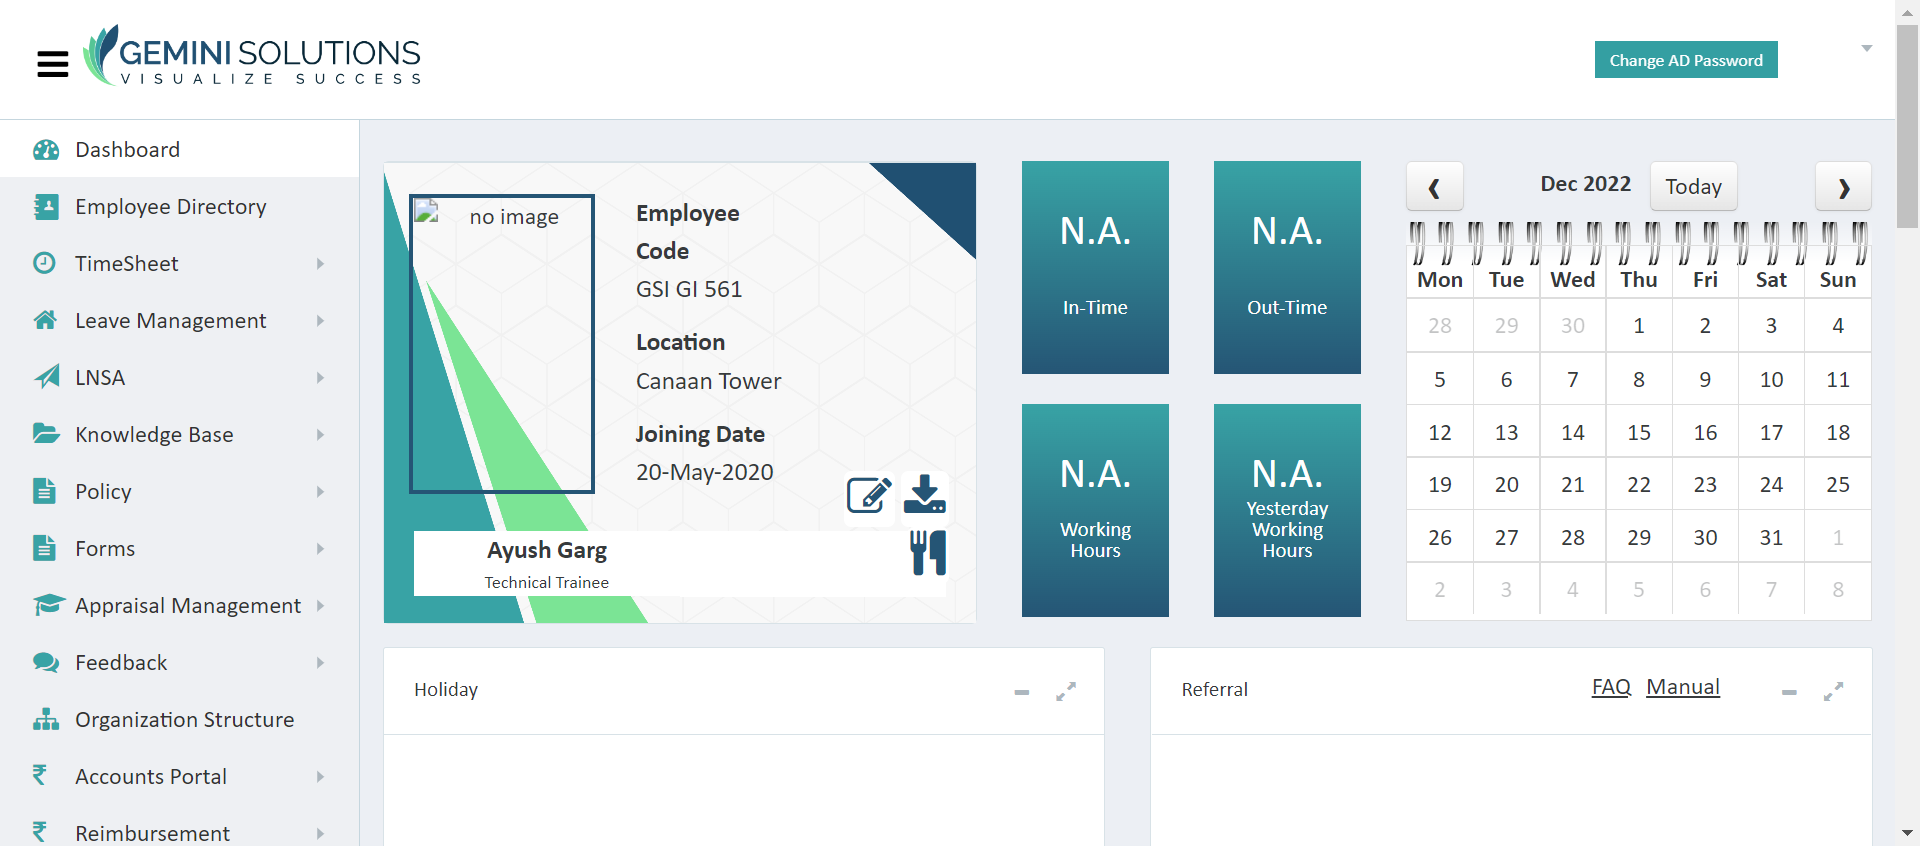 GEMINI SOLUTIONS
VISUALIZE SUCCESS
Change AD Password
Dashboard
Employee Directory
TimeSheet
Leave Management
LNSA
Knowledge Base
Policy
Forms
Appraisal Management
Feedback
Organization Structure
Accounts Portal
Reimbursement
no image
Employee
Code
GSI GI 561
Location
Canaan Tower
Joining Date
20-May-2020
Ayush Garg
Technical Trainee
N.A.
In-Time
N.A.
Out-Time
N.A.
Working
Hours
N.A.
Yesterday
Working
Hours
Dec 2022 Today
Mon Tue Wed Thu Fri Sat Sun
28 29 30 1 2 3 4
5 6 7 8 9 10 11
12 13 14 15 16 17 18
19 20 21 22 23 24 25
26 27 28 29 30 31 1
2 3 4 5 6 7 8
Holiday
Referral FAQ Manual